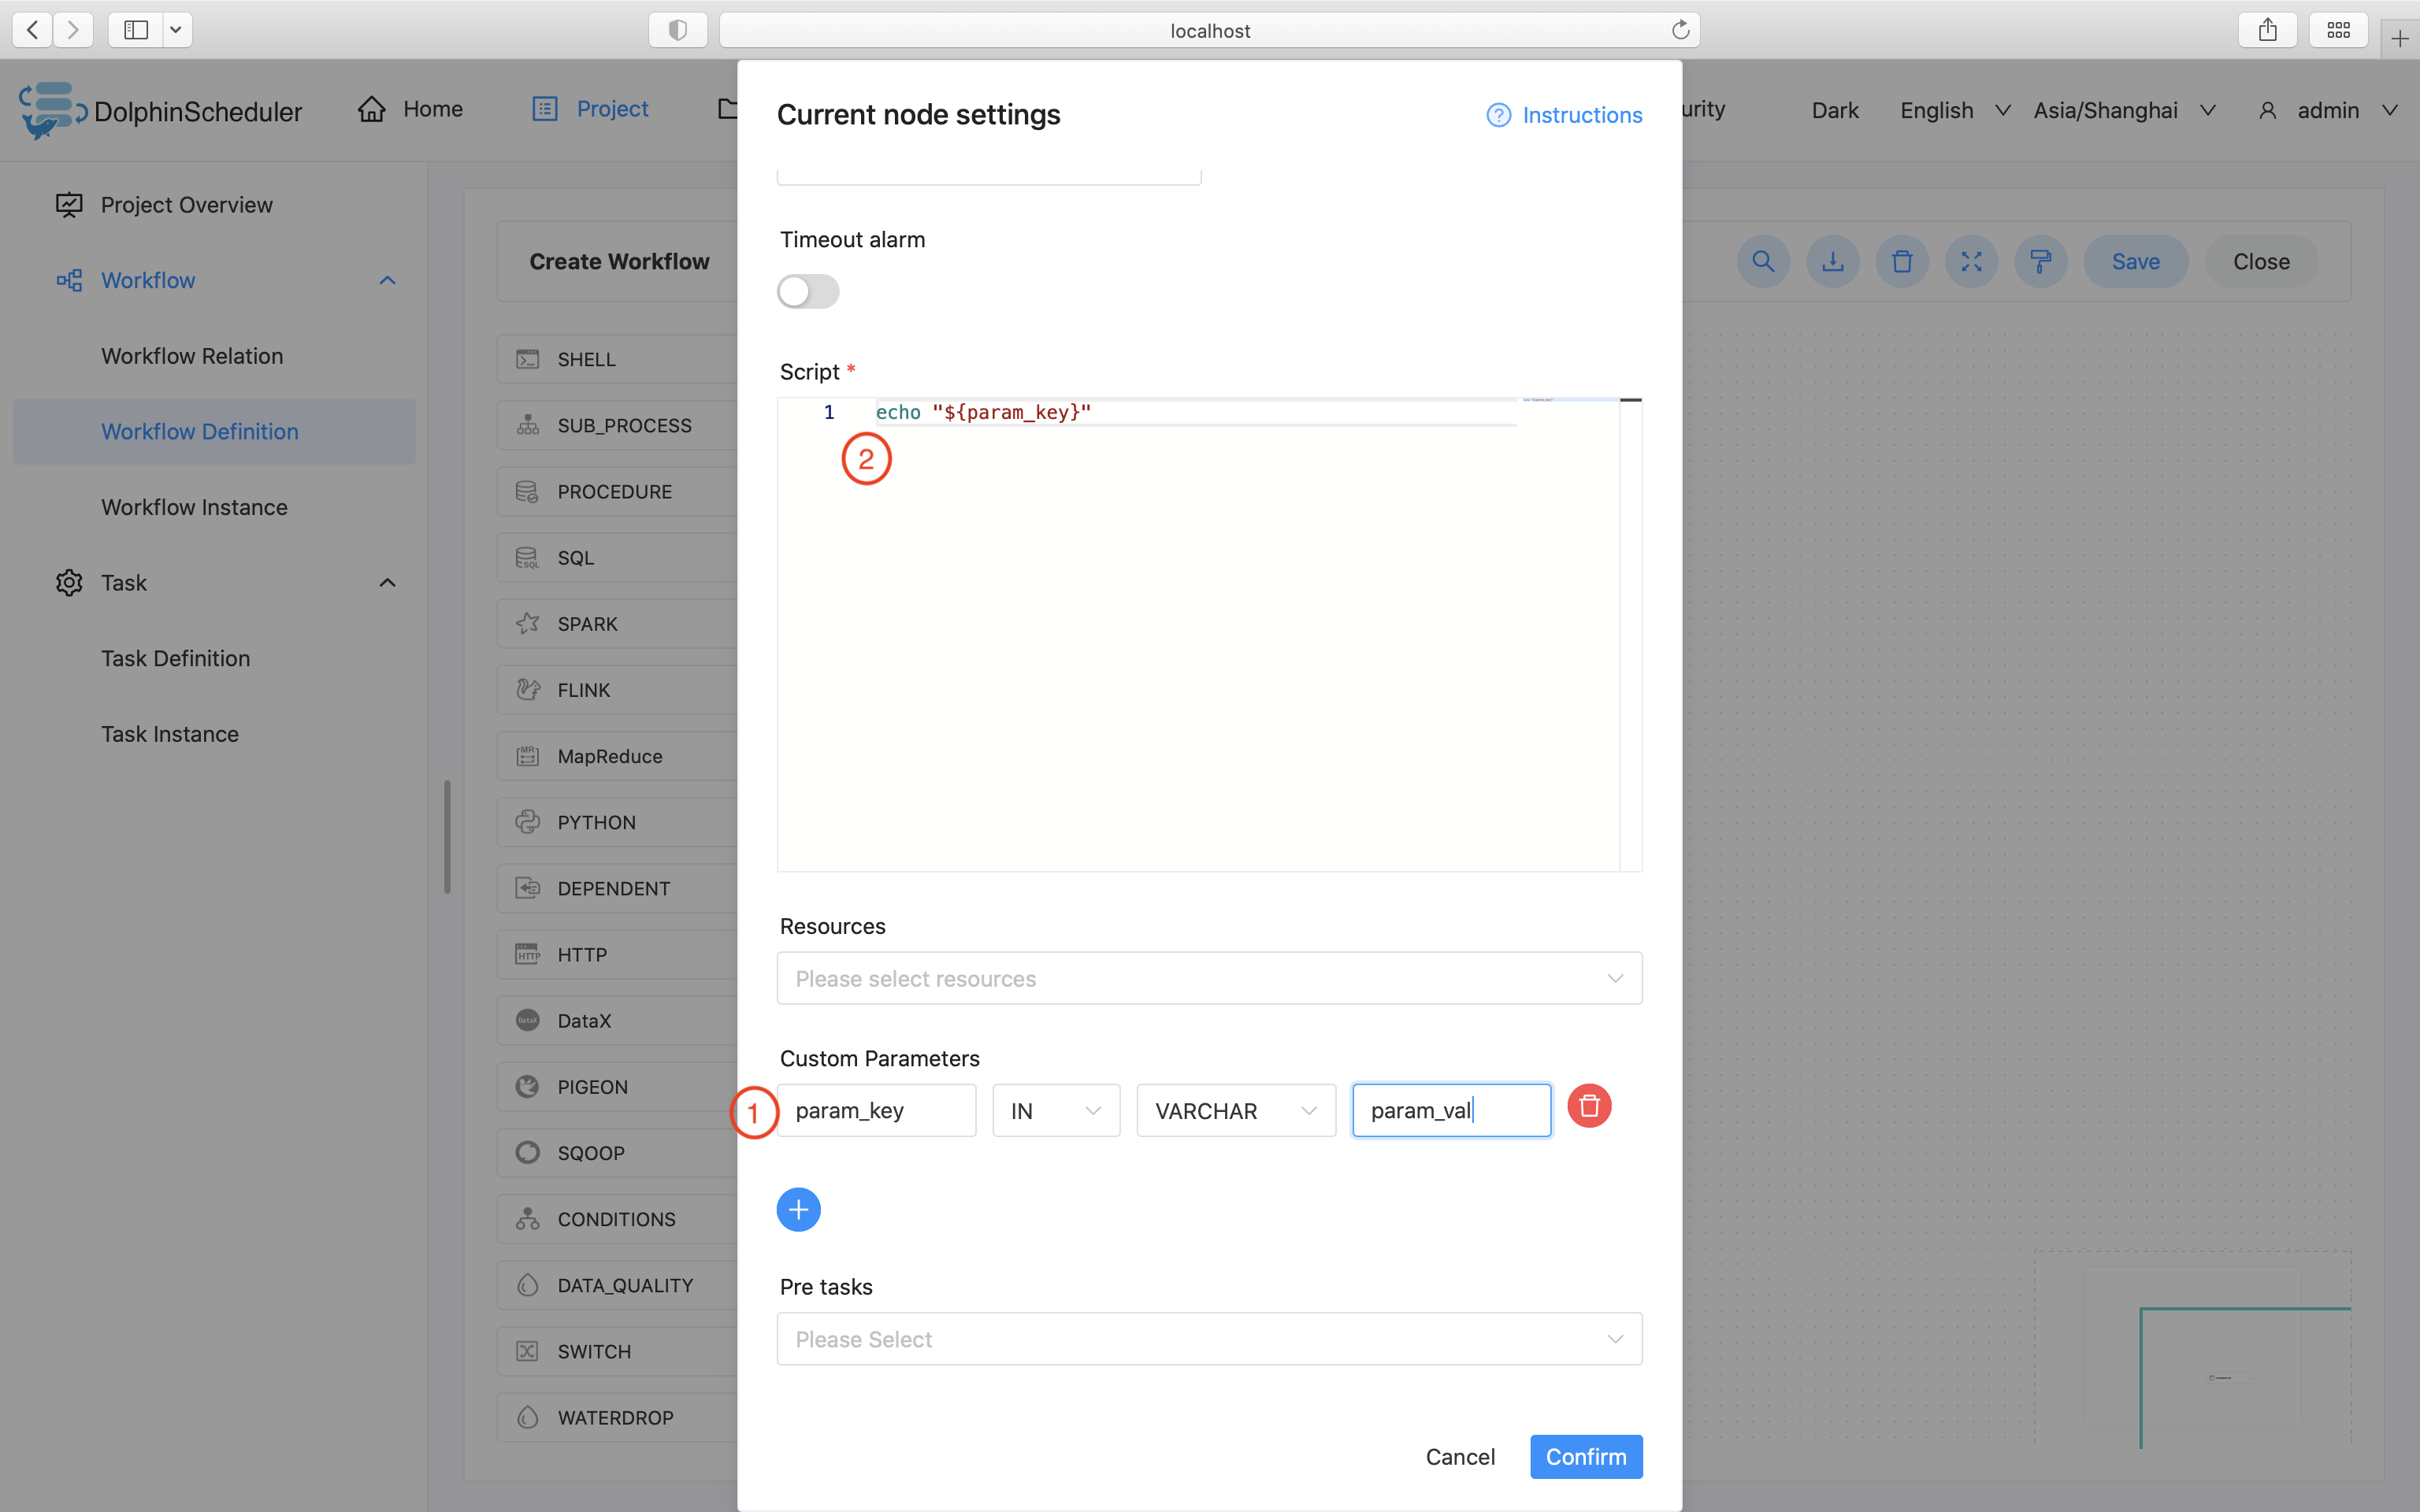 localhost
DolphinScheduler
Home
Project
urity
Dark
English
Asia/Shanghai
admin
Project Overview
Workflow
Workflow Relation
Workflow Definition
Workflow Instance
Task
Task Definition
Task Instance
Create Workflow
Save
Close
SHELL
SUB_PROCESS
PROCEDURE
SQL
SPARK
FLINK
MapReduce
PYTHON
DEPENDENT
HTTP
DataX
PIGEON
SQOOP
CONDITIONS
DATA_QUALITY
SWITCH
WATERDROP
Current node settings
Instructions
Timeout alarm
Script *
1 echo "${param_key}"
2
Resources
Please select resources
Custom Parameters
1 param_key IN VARCHAR param_val
Pre tasks
Please Select
Cancel Confirm